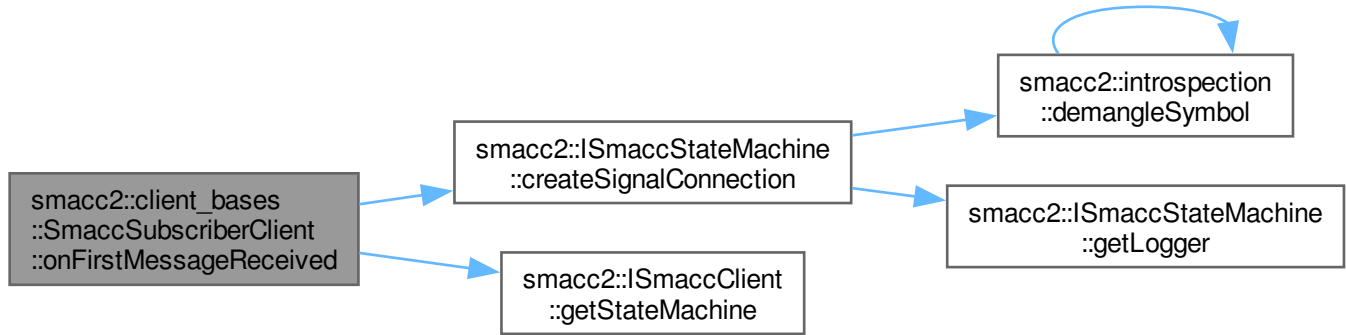 smacc2::client_bases
::SmaccSubscriberClient
::onFirstMessageReceived
smacc2::ISmaccStateMachine
::createSignalConnection
smacc2::introspection
::demangleSymbol
smacc2::ISmaccStateMachine
::getLogger
smacc2::ISmaccClient
::getStateMachine